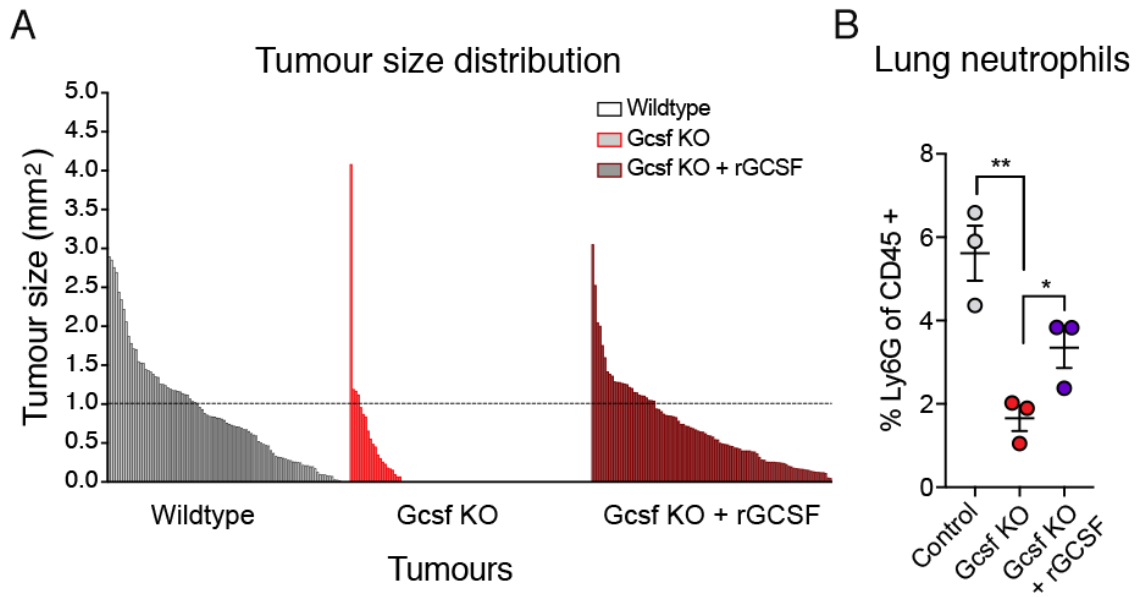 A
Tumour size distribution
Tumour size (mm²)
5.0
4.5
4.0
3.5
3.0
2.5
2.0
1.5
1.0
0.5
0.0
Wildtype
Gcsf KO
Gcsf KO + rGCSF
Wildtype
Gcsf KO
Gcsf KO + rGCSF
Tumours
B
Lung neutrophils
% Ly6G of CD45 +
8
6
4
2
0
**
*
Control
Gcsf KO
Gcsf KO
+ rGCSF